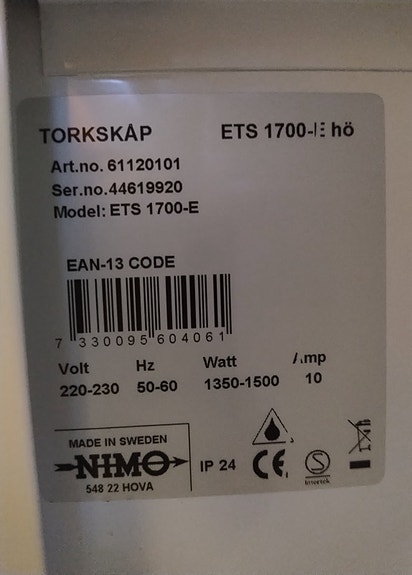 TORKSKÅP ETS 1700-E hö
Art.no. 61120101
Ser.no.44619920
Model: ETS 1700-E
EAN-13 CODE
7 330095 604061
Volt Hz Watt Amp
220-230 50-60 1350-1500 10
MADE IN SWEDEN
NIMO
548 22 HOVA
IP 24
CE
S
Intertek